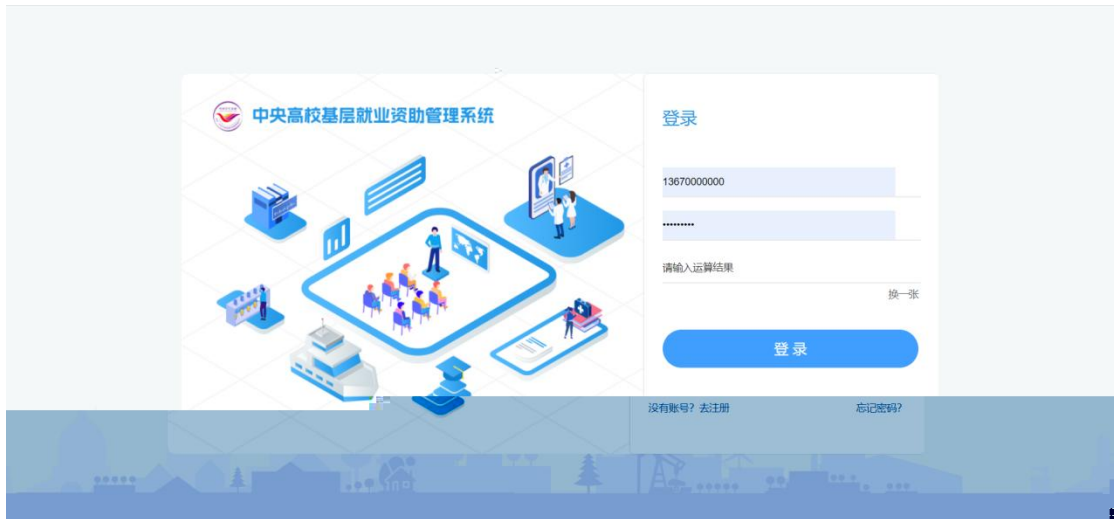 中央高校基层就业资助管理系统
登录
13670000000
•••••••••
请输入运算结果
换一张
登录
没有账号？去注册
忘记密码？